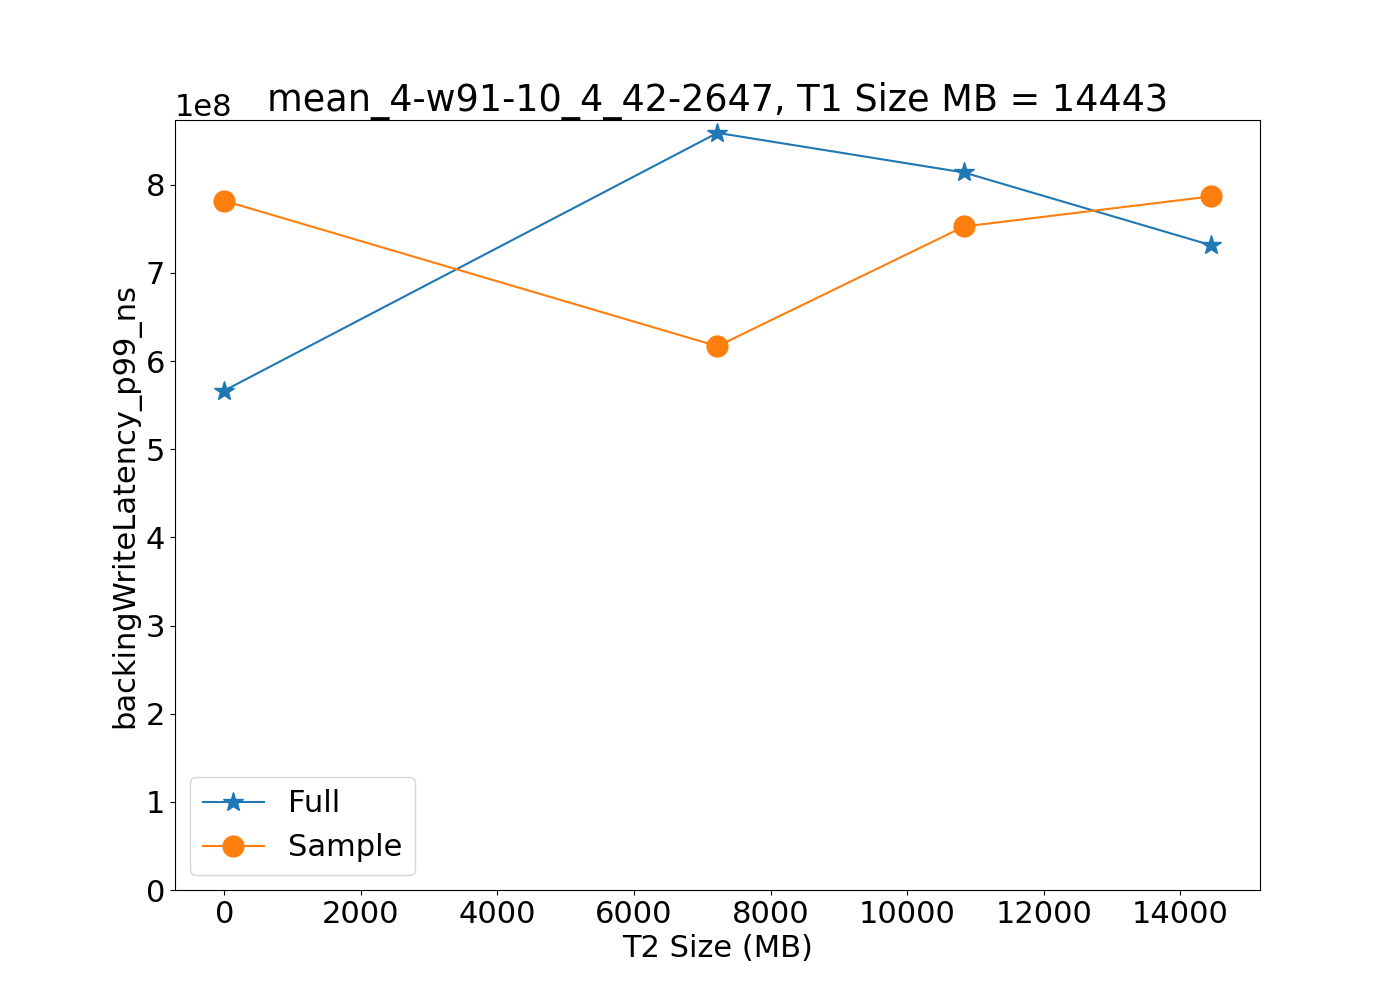 1e8
mean_4-w91-10_4_42-2647, T1 Size MB = 14443
backingWriteLatency_p99_ns
8
7
6
5
4
3
2
1
0
Full
Sample
0 2000 4000 6000 8000 10000 12000 14000
T2 Size (MB)